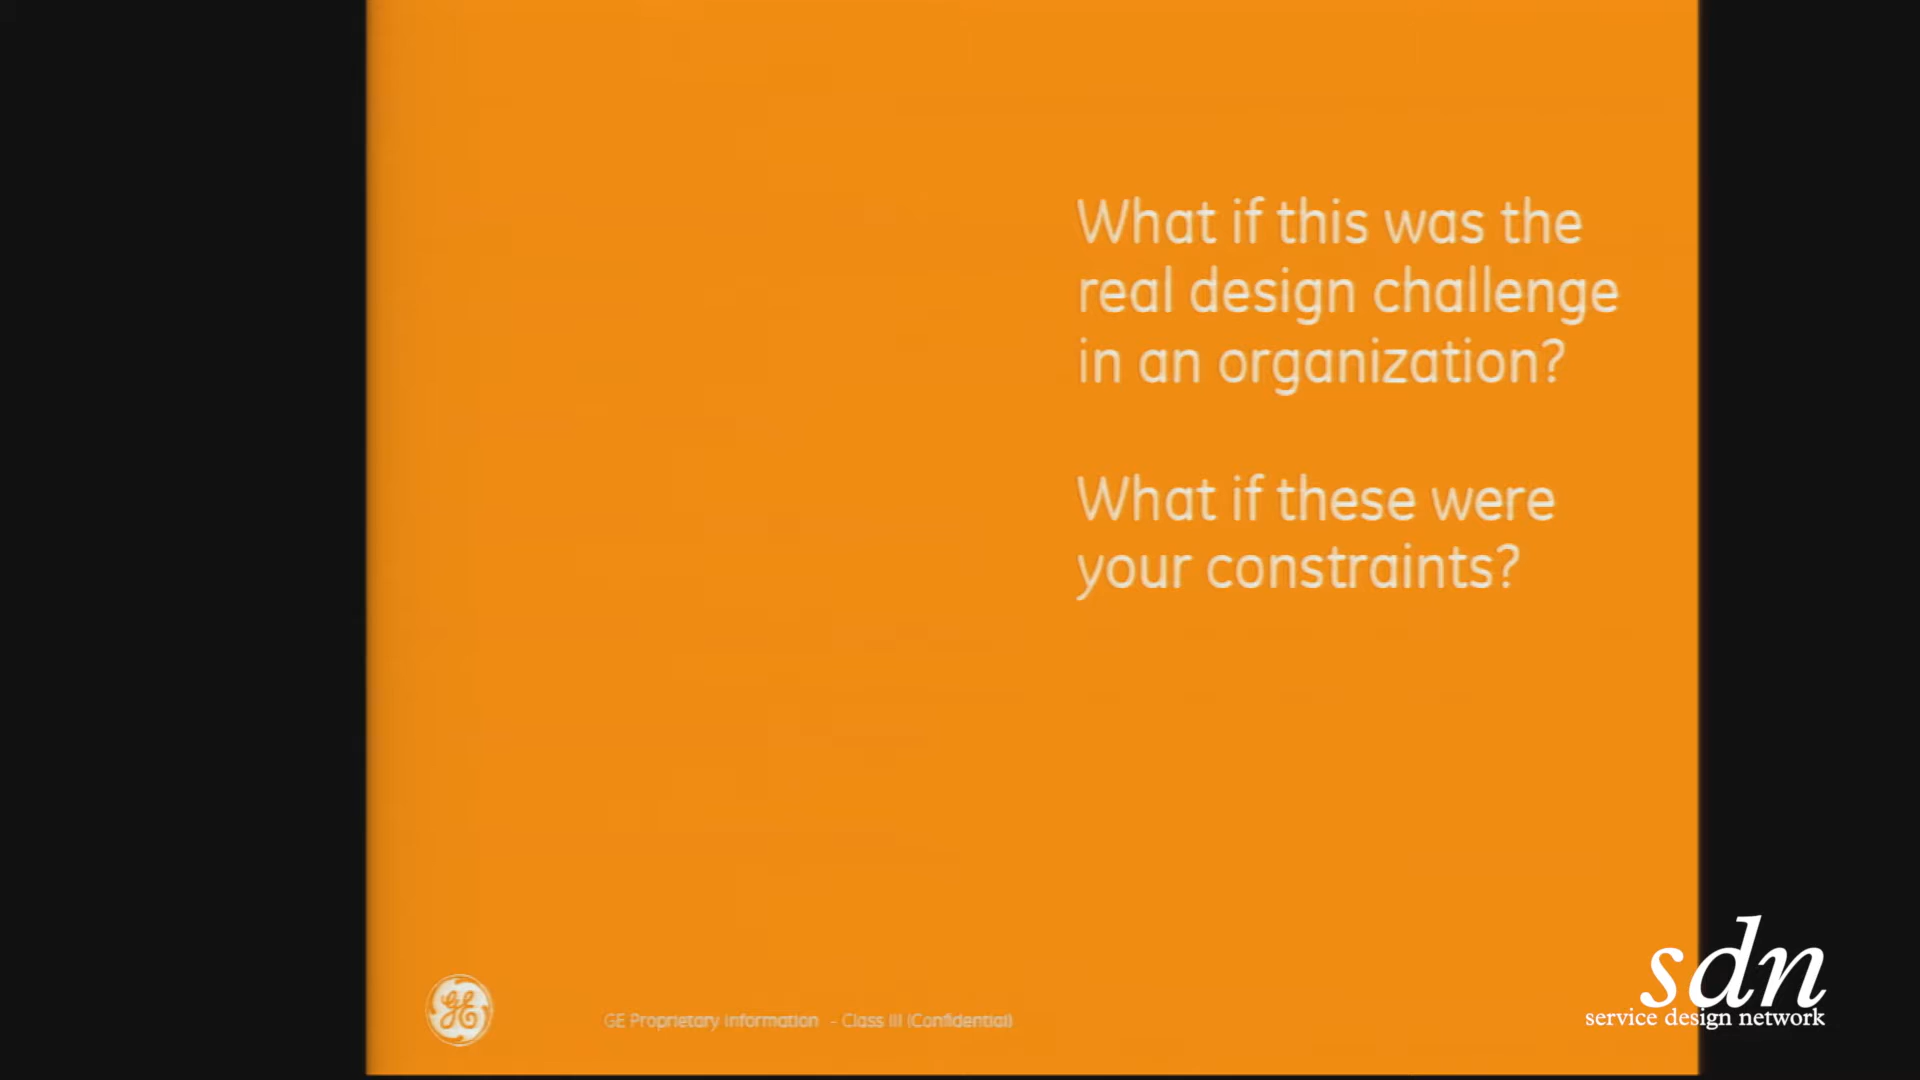 What if this was the
real design challenge
in an organization?
What if these were
your constraints?
GE
GE Proprietary Information - Class III (Confidential)
sdn
service design network